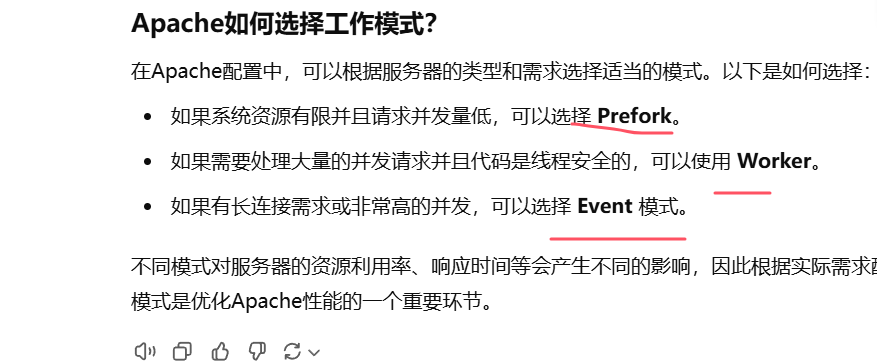 Apache如何选择工作模式？
在Apache配置中，可以根据服务器的类型和需求选择适当的模式。以下是如何选择：
• 如果系统资源有限并且请求并发量低，可以选择 Prefork。
• 如果需要处理大量的并发请求并且代码是线程安全的，可以使用 Worker。
• 如果有长连接需求或非常高的并发，可以选择 Event 模式。
不同模式对服务器的资源利用率、响应时间等会产生不同的影响，因此根据实际需求
模式是优化Apache性能的一个重要环节。